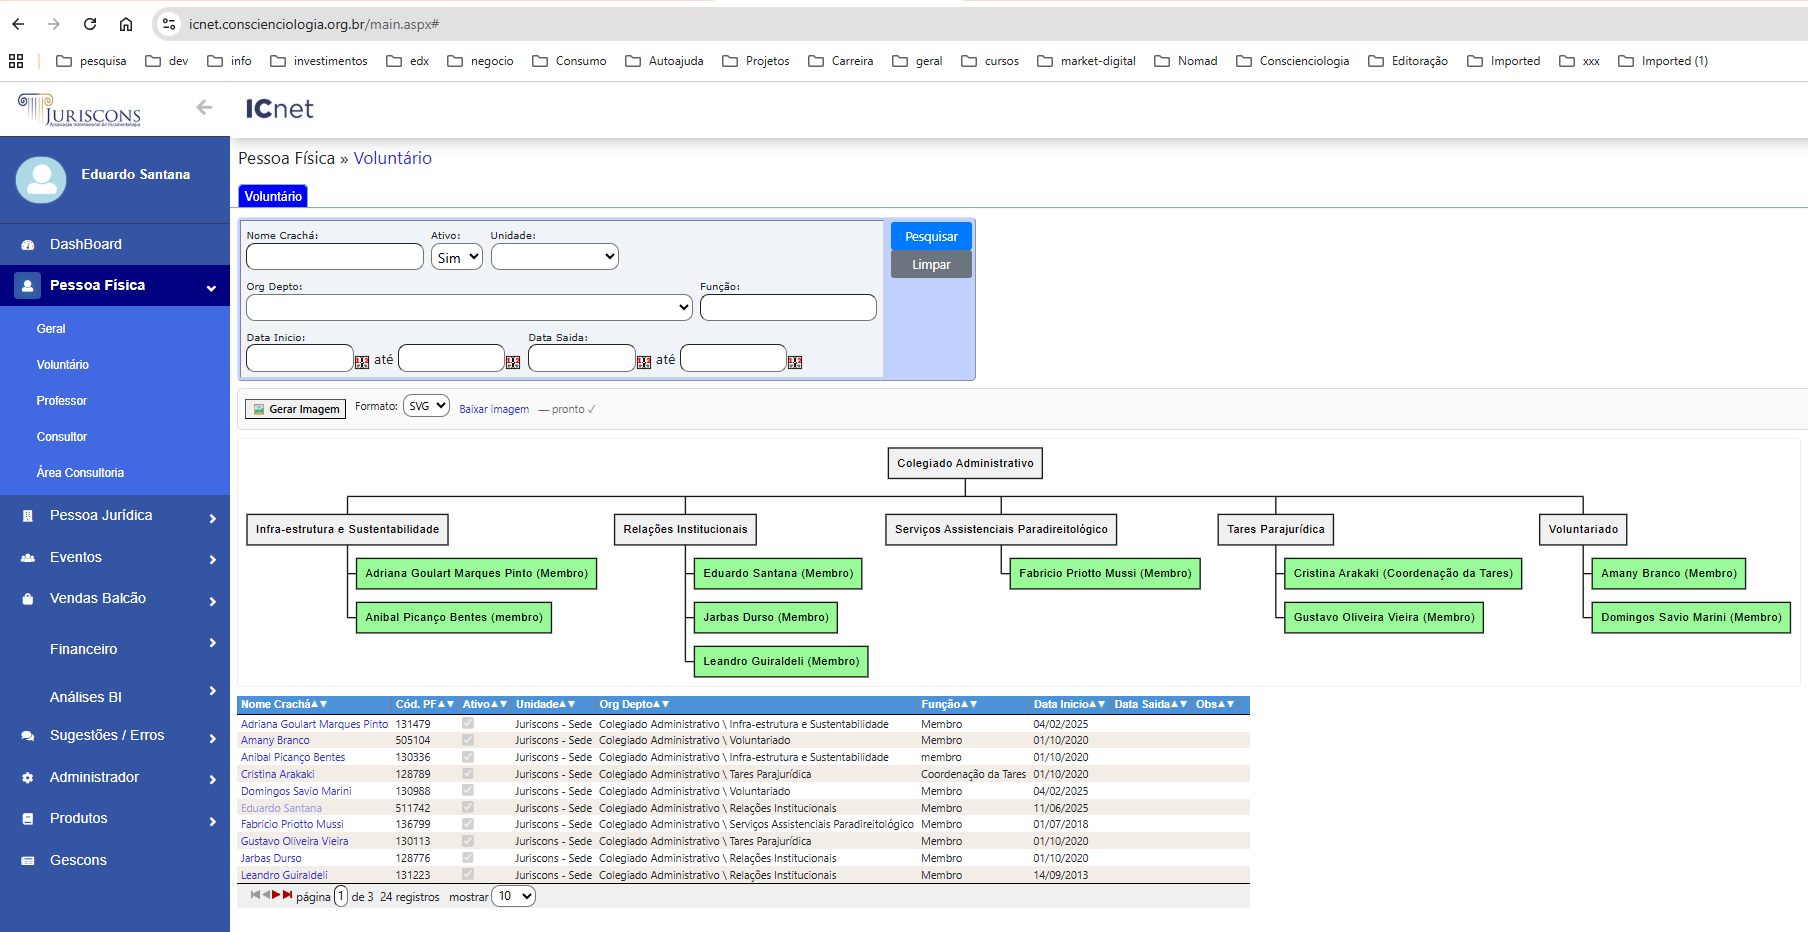 icnet.conscienciologia.org.br/main.aspx#
pesquisa dev info investimentos edx negocio Consumo Autoajuda Projetos Carreira geral cursos market-digital Nomad Conscienciologia Editoração Imported xxx Imported (1)
JURISCONS
Associação Internacional de Paradireitologia
ICnet
Eduardo Santana
DashBoard
Pessoa Física
Geral
Voluntário
Professor
Consultor
Área Consultoria
Pessoa Jurídica
Eventos
Vendas Balcão
Financeiro
Análises BI
Sugestões / Erros
Administrador
Produtos
Gescons
Pessoa Física » Voluntário
Voluntário
Nome Crachá: Ativo: Unidade:
Sim
Pesquisar
Limpar
Org Depto: Função:
Data Inicio: Data Saida:
até até
Gerar Imagem Formato: SVG Baixar imagem — pronto ✓
Colegiado Administrativo
Infra-estrutura e Sustentabilidade Relações Institucionais Serviços Assistenciais Paradireitológico Tares Parajurídica Voluntariado
Adriana Goulart Marques Pinto (Membro) Eduardo Santana (Membro) Fabricio Priotto Mussi (Membro) Cristina Arakaki (Coordenação da Tares) Amany Branco (Membro)
Anibal Picanço Bentes (membro) Jarbas Durso (Membro) Gustavo Oliveira Vieira (Membro) Domingos Savio Marini (Membro)
Leandro Guiraldeli (Membro)
Nome Crachá▲▼ Cód. PF▲▼ Ativo▲▼ Unidade▲▼ Org Depto▲▼ Função▲▼ Data Inicio▲▼ Data Saida▲▼ Obs▲▼
Adriana Goulart Marques Pinto 131479 Juriscons - Sede Colegiado Administrativo \ Infra-estrutura e Sustentabilidade Membro 04/02/2025
Amany Branco 505104 Juriscons - Sede Colegiado Administrativo \ Voluntariado Membro 01/10/2020
Anibal Picanço Bentes 130336 Juriscons - Sede Colegiado Administrativo \ Infra-estrutura e Sustentabilidade membro 01/10/2020
Cristina Arakaki 128789 Juriscons - Sede Colegiado Administrativo \ Tares Parajurídica Coordenação da Tares 01/10/2020
Domingos Savio Marini 130988 Juriscons - Sede Colegiado Administrativo \ Voluntariado Membro 04/02/2025
Eduardo Santana 511742 Juriscons - Sede Colegiado Administrativo \ Relações Institucionais Membro 11/06/2025
Fabricio Priotto Mussi 136799 Juriscons - Sede Colegiado Administrativo \ Serviços Assistenciais Paradireitológico Membro 01/07/2018
Gustavo Oliveira Vieira 130113 Juriscons - Sede Colegiado Administrativo \ Tares Parajurídica Membro 01/10/2020
Jarbas Durso 128776 Juriscons - Sede Colegiado Administrativo \ Relações Institucionais Membro 01/10/2020
Leandro Guiraldeli 131223 Juriscons - Sede Colegiado Administrativo \ Relações Institucionais Membro 14/09/2013
página 1 de 3 24 registros mostrar 10